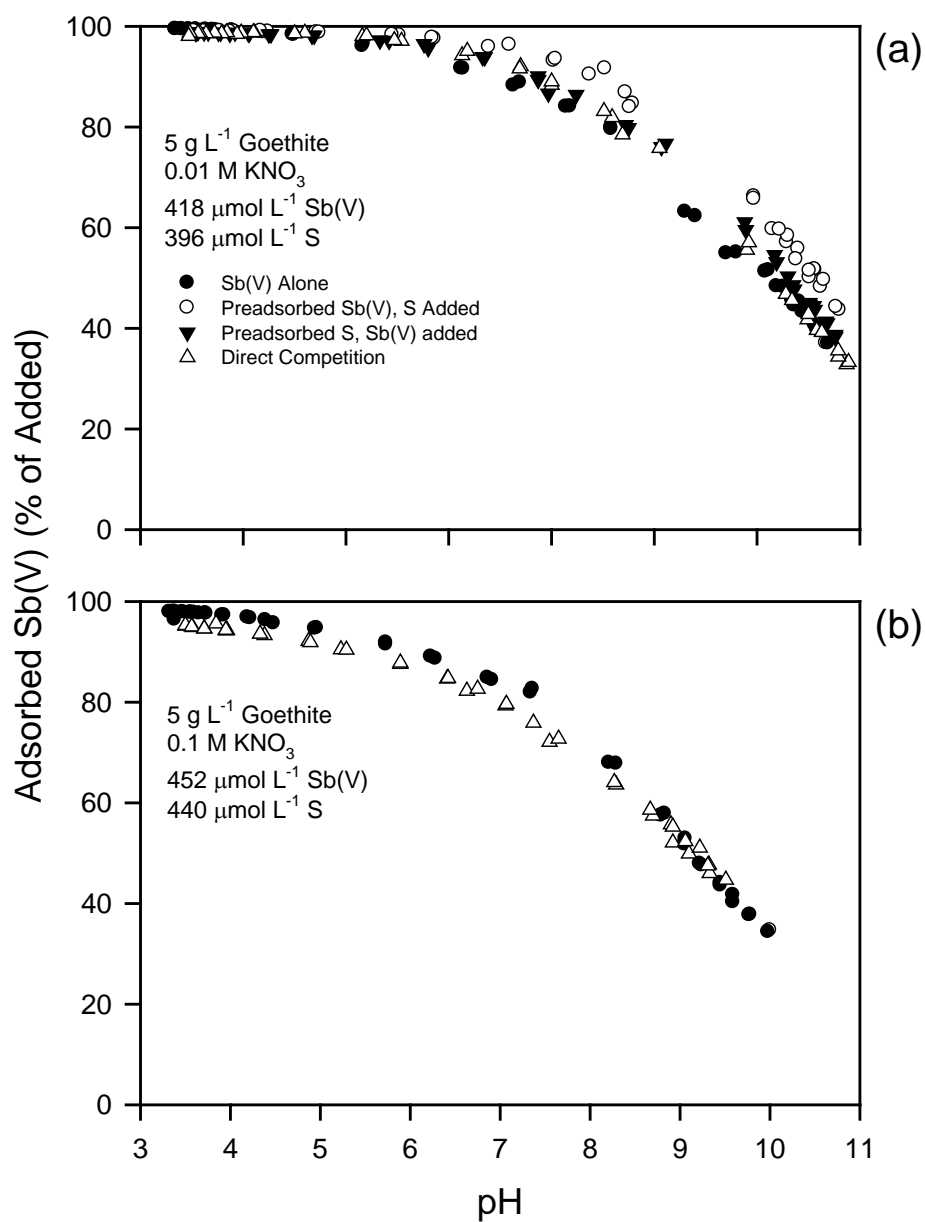 Adsorbed Sb(V) (% of Added)
(a)
100
80
60
40
20
0
5 g L⁻¹ Goethite
0.01 M KNO₃
418 μmol L⁻¹ Sb(V)
396 μmol L⁻¹ S
Sb(V) Alone
Preadsorbed Sb(V), S Added
Preadsorbed S, Sb(V) added
Direct Competition
(b)
100
80
60
40
20
0
5 g L⁻¹ Goethite
0.1 M KNO₃
452 μmol L⁻¹ Sb(V)
440 μmol L⁻¹ S
3 4 5 6 7 8 9 10 11
pH